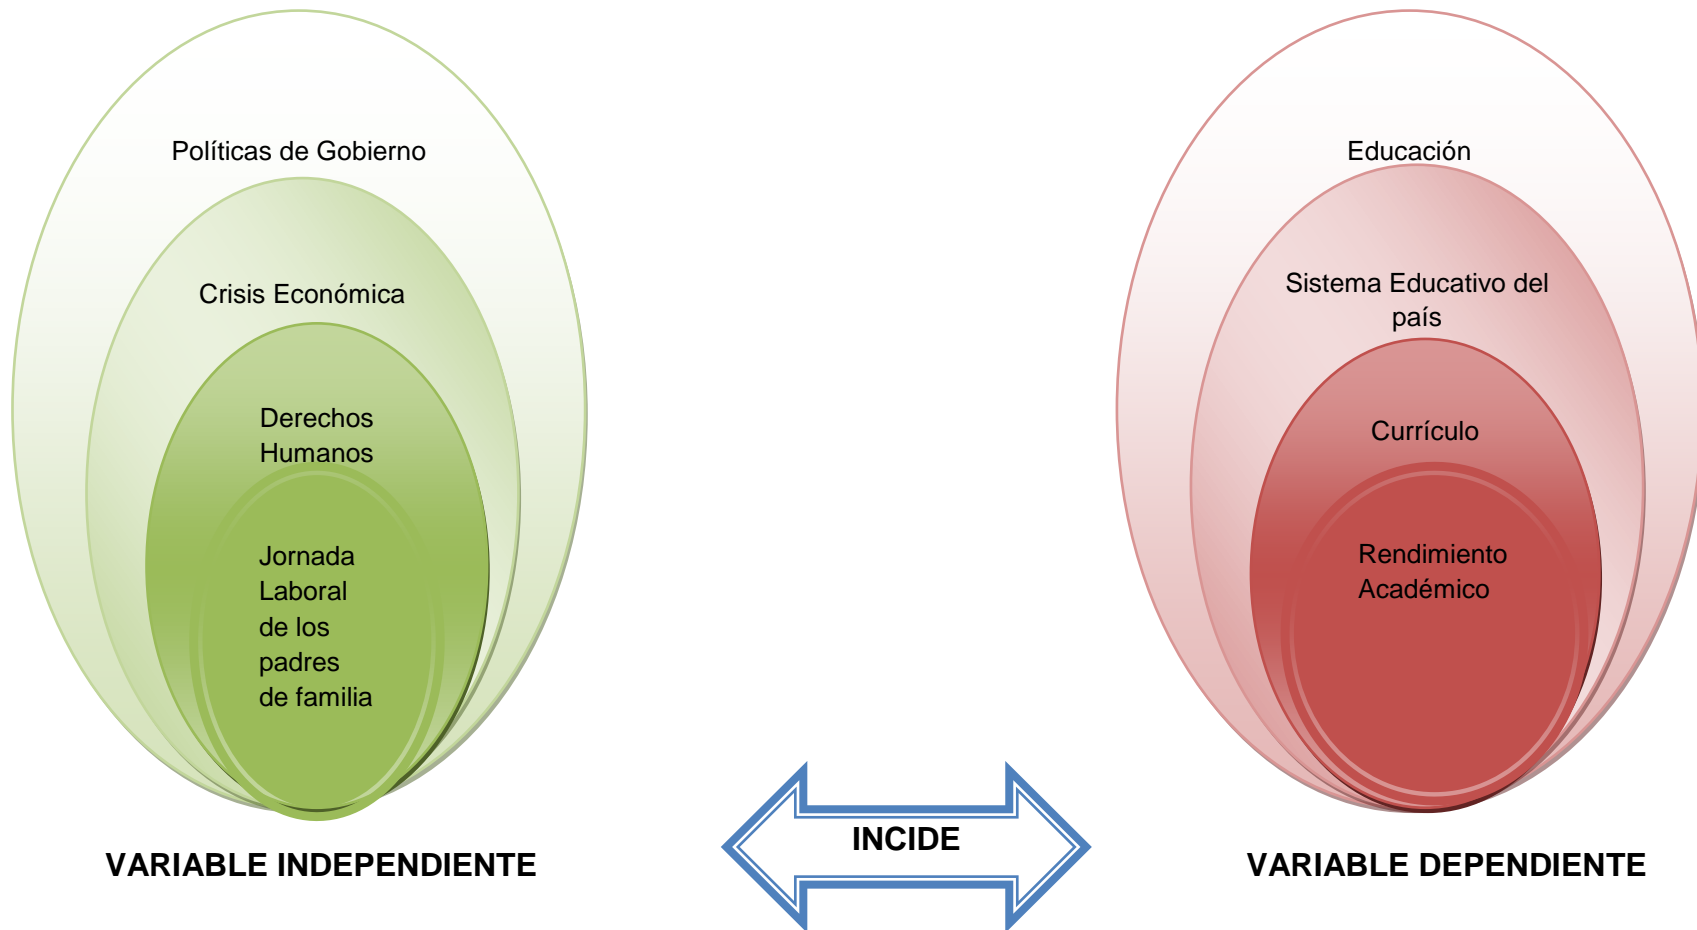 Políticas de Gobierno
Crisis Económica
Derechos
Humanos
Jornada
Laboral
de los
padres
de familia
VARIABLE INDEPENDIENTE
INCIDE
Educación
Sistema Educativo del
país
Currículo
Rendimiento
Académico
VARIABLE DEPENDIENTE